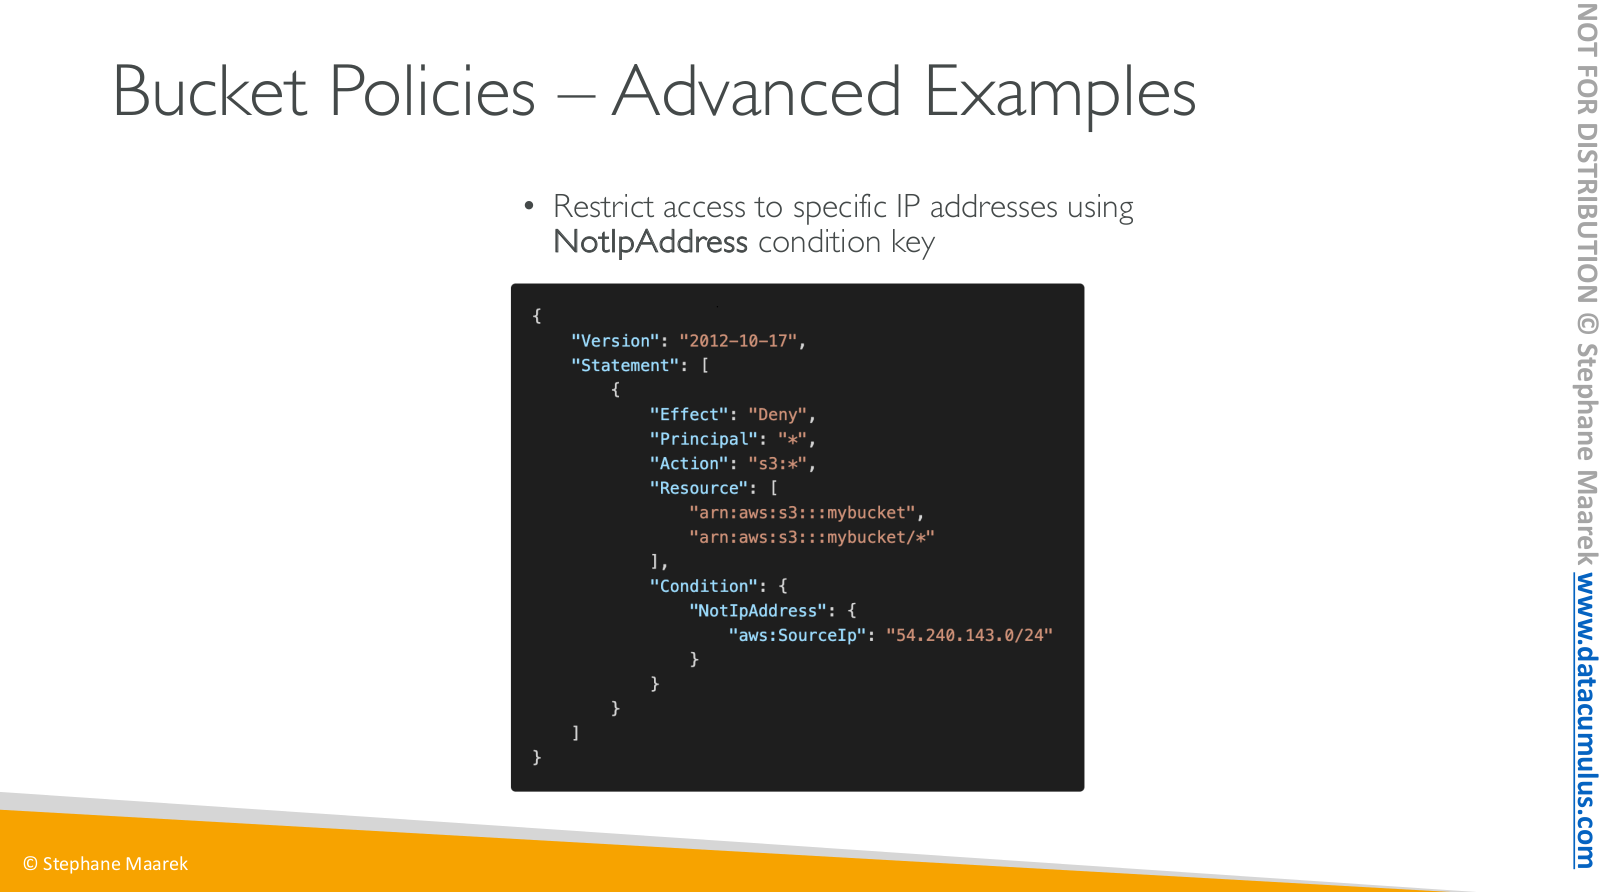 Bucket Policies – Advanced Examples
• Restrict access to specific IP addresses using
NotIpAddress condition key
{
    "Version": "2012-10-17",
    "Statement": [
        {
            "Effect": "Deny",
            "Principal": "*",
            "Action": "s3:*",
            "Resource": [
                "arn:aws:s3:::mybucket",
                "arn:aws:s3:::mybucket/*"
            ],
            "Condition": {
                "NotIpAddress": {
                    "aws:SourceIp": "54.240.143.0/24"
                }
            }
        }
    ]
}
© Stephane Maarek
NOT FOR DISTRIBUTION © Stephane Maarek www.datacumulus.com